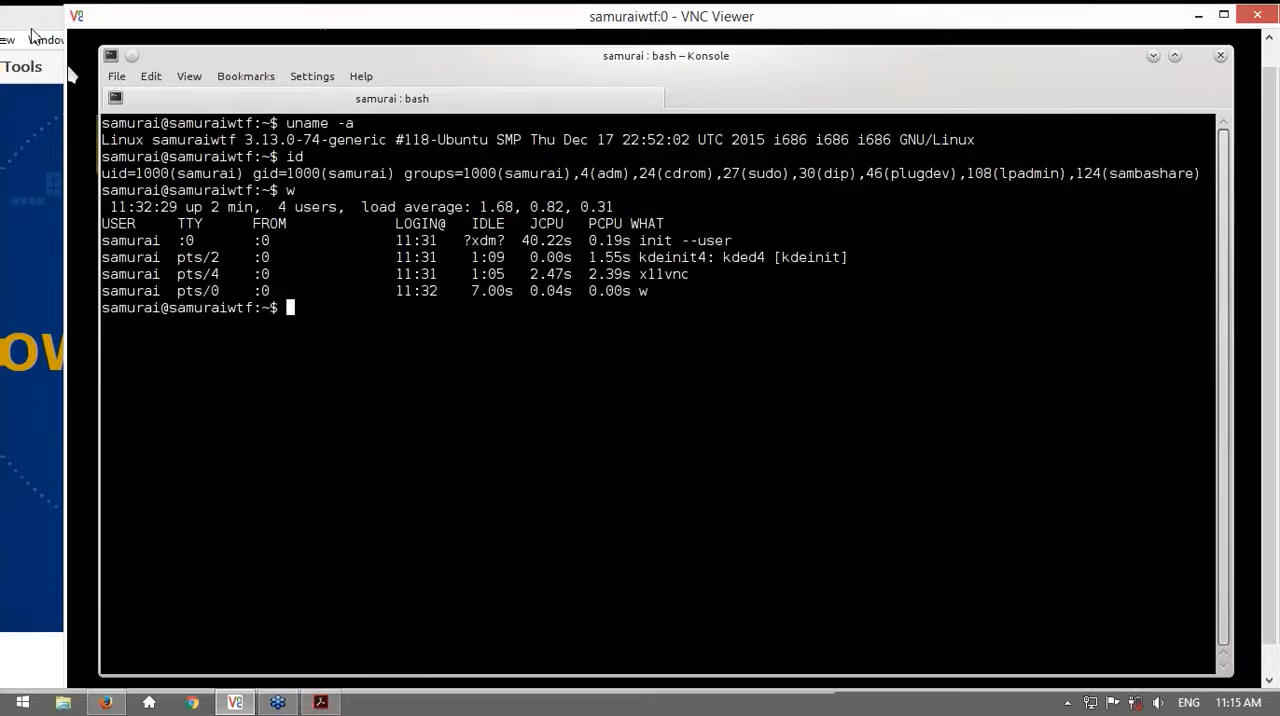 samuraiwtf:0 - VNC Viewer
ew Window
Tools
ow
samurai : bash – Konsole
File Edit View Bookmarks Settings Help
samurai : bash
samurai@samuraiwtf:~$ uname -a
Linux samuraiwtf 3.13.0-74-generic #118-Ubuntu SMP Thu Dec 17 22:52:02 UTC 2015 i686 i686 i686 GNU/Linux
samurai@samuraiwtf:~$ id
uid=1000(samurai) gid=1000(samurai) groups=1000(samurai),4(adm),24(cdrom),27(sudo),30(dip),46(plugdev),108(lpadmin),124(sambashare)
samurai@samuraiwtf:~$ w
11:32:29 up 2 min, 4 users, load average: 1.68, 0.82, 0.31
USER TTY FROM LOGIN@ IDLE JCPU PCPU WHAT
samurai :0 :0 11:31 ?xdm? 40.22s 0.19s init --user
samurai pts/2 :0 11:31 1:09 0.00s 1.55s kdeinit4: kded4 [kdeinit]
samurai pts/4 :0 11:31 1:05 2.47s 2.39s x11vnc
samurai pts/0 :0 11:32 7.00s 0.04s 0.00s w
samurai@samuraiwtf:~$
ENG 11:15 AM